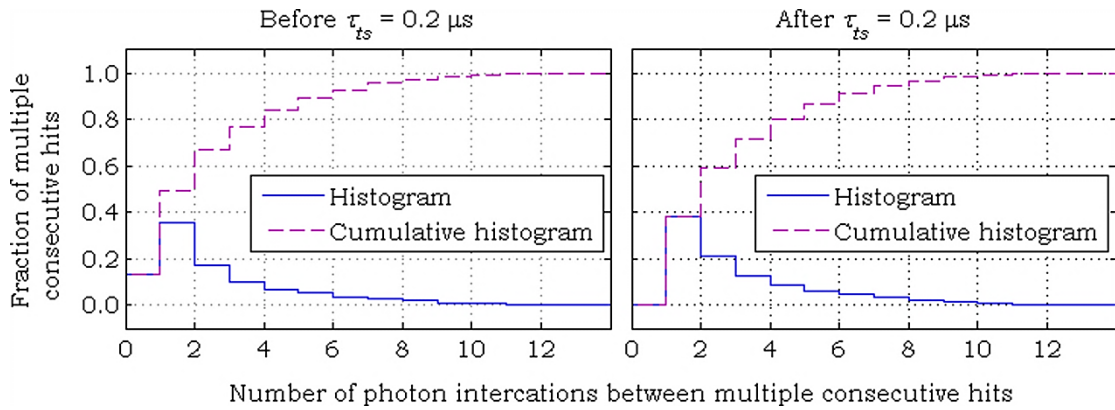 Before τts = 0.2 μs
After τts = 0.2 μs
Fraction of multiple
consecutive hits
1.0
0.8
0.6
0.4
0.2
0.0
Histogram
Cumulative histogram
Histogram
Cumulative histogram
0 2 4 6 8 10 12
0 2 4 6 8 10 12
Number of photon intercations between multiple consecutive hits